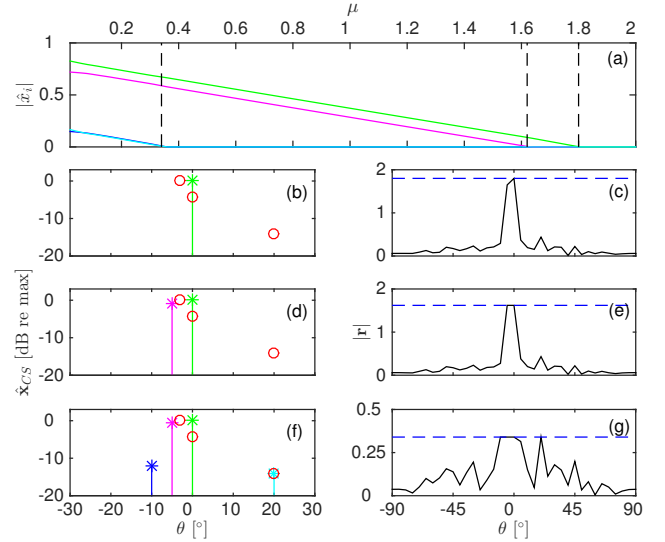 μ
0.2 0.4 0.6 0.8 1 1.2 1.4 1.6 1.8 2
1
0.5
0
|x̂ᵢ|
(a)
0
-10
-20
(b)
2
1
0
(c)
0
-10
-20
(d)
2
1
0
(e)
x̂_CS [dB re max]
|r|
0
-10
-20
(f)
-30 -20 -10 0 10 20 30
θ [°]
0.5
0.25
0
(g)
-90 -45 0 45 90
θ [°]